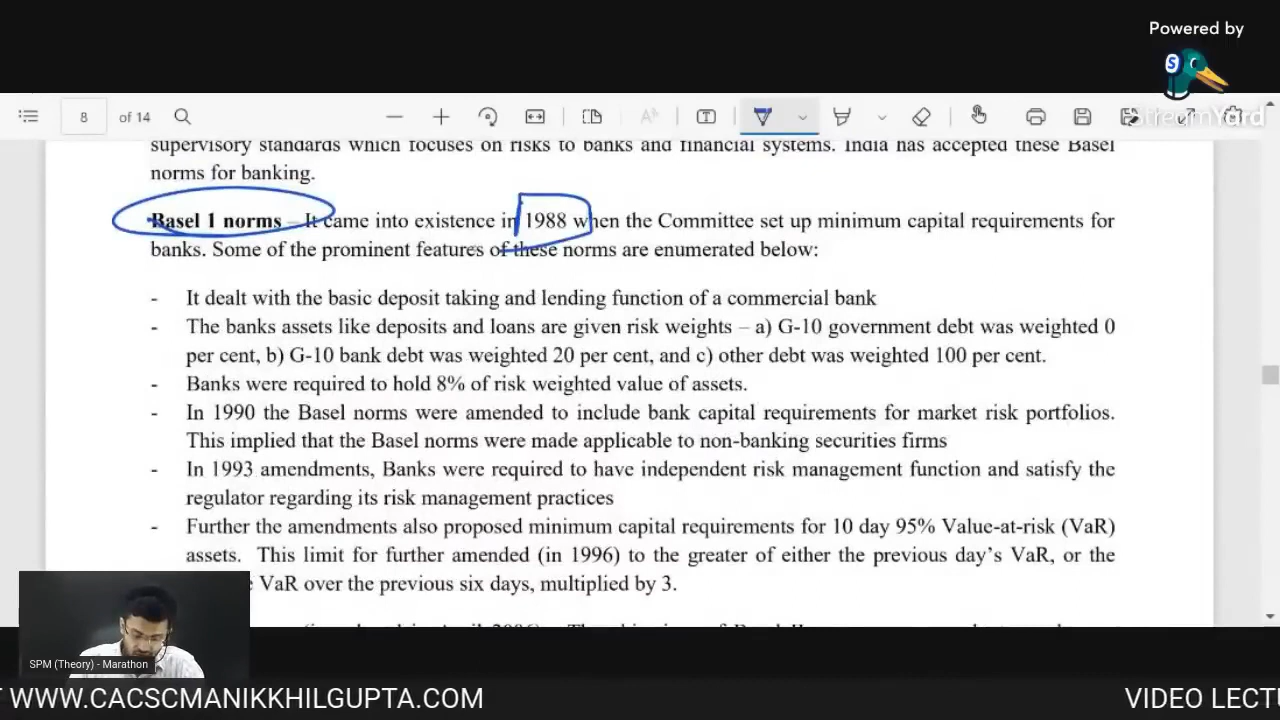 Powered by
S
StreamYard
8 of 14
supervisory standards which focuses on risks to banks and financial systems. India has accepted these Basel
norms for banking.
Basel 1 norms – It came into existence in 1988 when the Committee set up minimum capital requirements for
banks. Some of the prominent features of these norms are enumerated below:
- It dealt with the basic deposit taking and lending function of a commercial bank
- The banks assets like deposits and loans are given risk weights – a) G-10 government debt was weighted 0
per cent, b) G-10 bank debt was weighted 20 per cent, and c) other debt was weighted 100 per cent.
- Banks were required to hold 8% of risk weighted value of assets.
- In 1990 the Basel norms were amended to include bank capital requirements for market risk portfolios.
This implied that the Basel norms were made applicable to non-banking securities firms
- In 1993 amendments, Banks were required to have independent risk management function and satisfy the
regulator regarding its risk management practices
- Further the amendments also proposed minimum capital requirements for 10 day 95% Value-at-risk (VaR)
assets. This limit for further amended (in 1996) to the greater of either the previous day's VaR, or the
VaR over the previous six days, multiplied by 3.
SPM (Theory) - Marathon
WWW.CACSCMANIKKHILGUPTA.COM
VIDEO